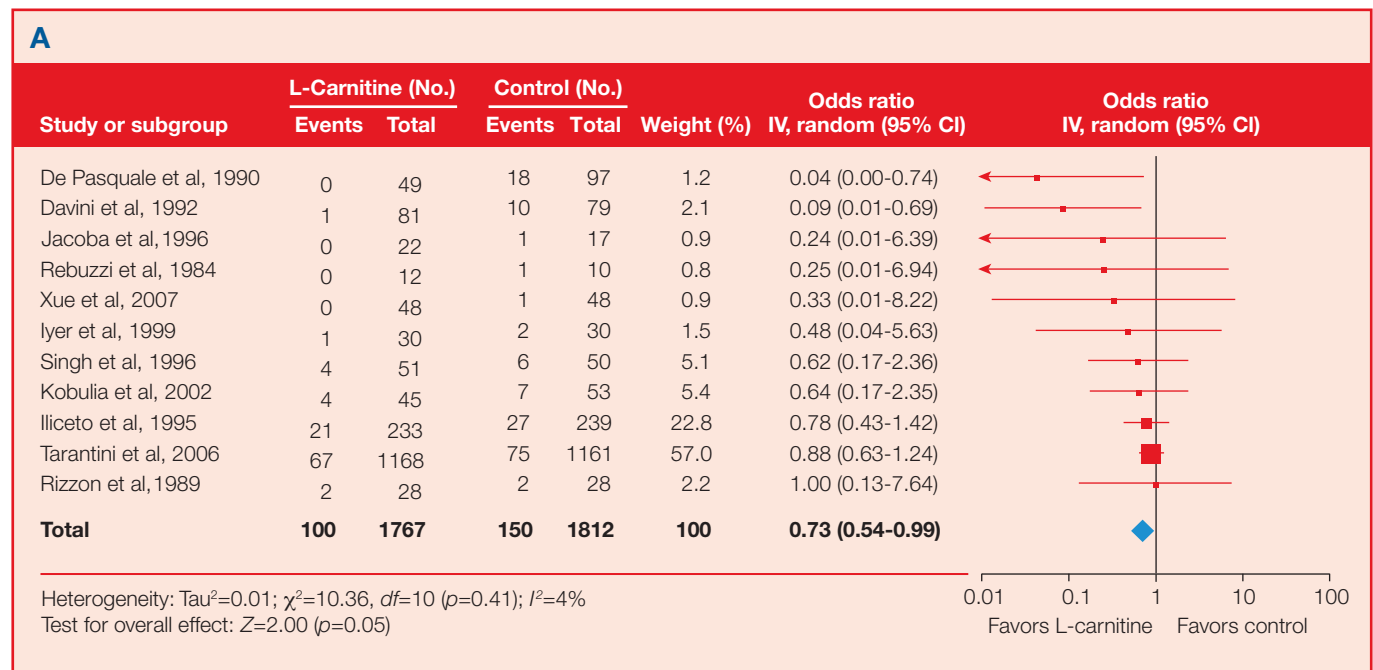 A
L-Carnitine (No.) Control (No.) Odds ratio Odds ratio
Study or subgroup Events Total Events Total Weight (%) IV, random (95% CI) IV, random (95% CI)
De Pasquale et al, 1990 0 49 18 97 1.2 0.04 (0.00-0.74)
Davini et al, 1992 1 81 10 79 2.1 0.09 (0.01-0.69)
Jacoba et al,1996 0 22 1 17 0.9 0.24 (0.01-6.39)
Rebuzzi et al, 1984 0 12 1 10 0.8 0.25 (0.01-6.94)
Xue et al, 2007 0 48 1 48 0.9 0.33 (0.01-8.22)
Iyer et al, 1999 1 30 2 30 1.5 0.48 (0.04-5.63)
Singh et al, 1996 4 51 6 50 5.1 0.62 (0.17-2.36)
Kobulia et al, 2002 4 45 7 53 5.4 0.64 (0.17-2.35)
Iliceto et al, 1995 21 233 27 239 22.8 0.78 (0.43-1.42)
Tarantini et al, 2006 67 1168 75 1161 57.0 0.88 (0.63-1.24)
Rizzon et al,1989 2 28 2 28 2.2 1.00 (0.13-7.64)
Total 100 1767 150 1812 100 0.73 (0.54-0.99)
Heterogeneity: Tau²=0.01; χ²=10.36, df=10 (p=0.41); I²=4%
Test for overall effect: Z=2.00 (p=0.05)
0.01 0.1 1 10 100
Favors L-carnitine Favors control